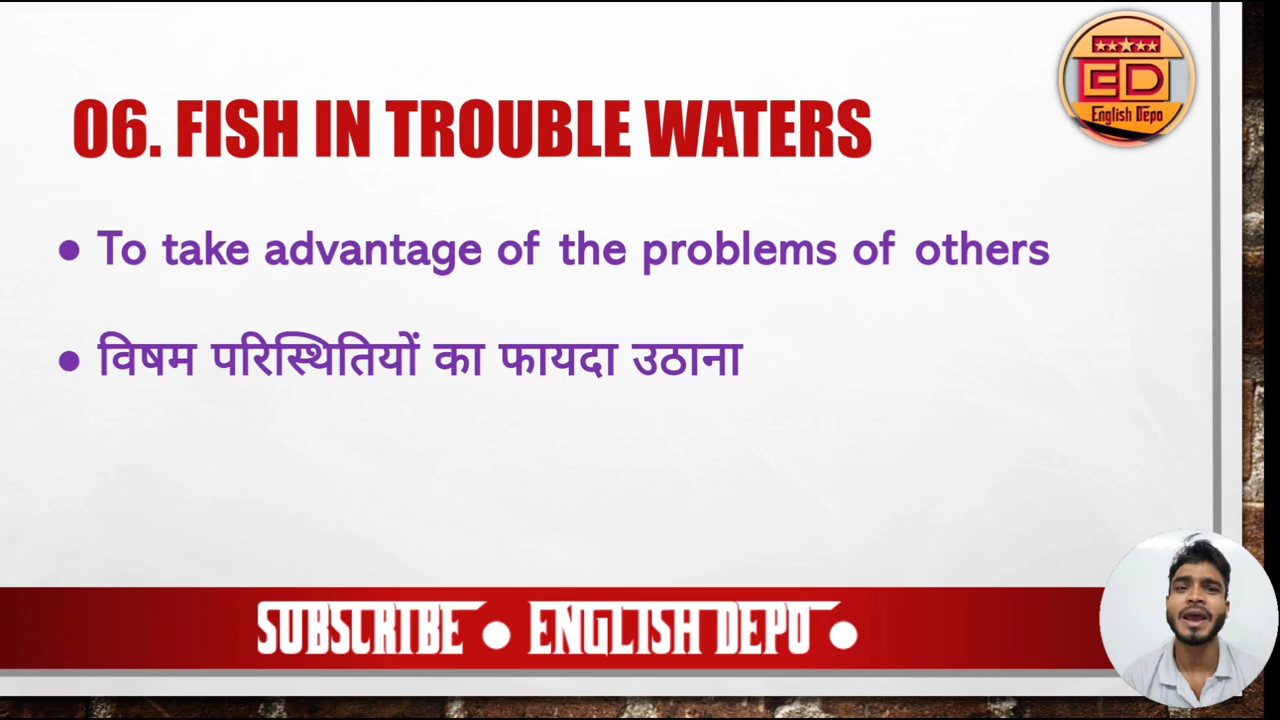 06. FISH IN TROUBLE WATERS
ED
English Depo
• To take advantage of the problems of others
• विषम परिस्थितियों का फायदा उठाना
SUBSCRIBE ● ENGLISH DEPO ●